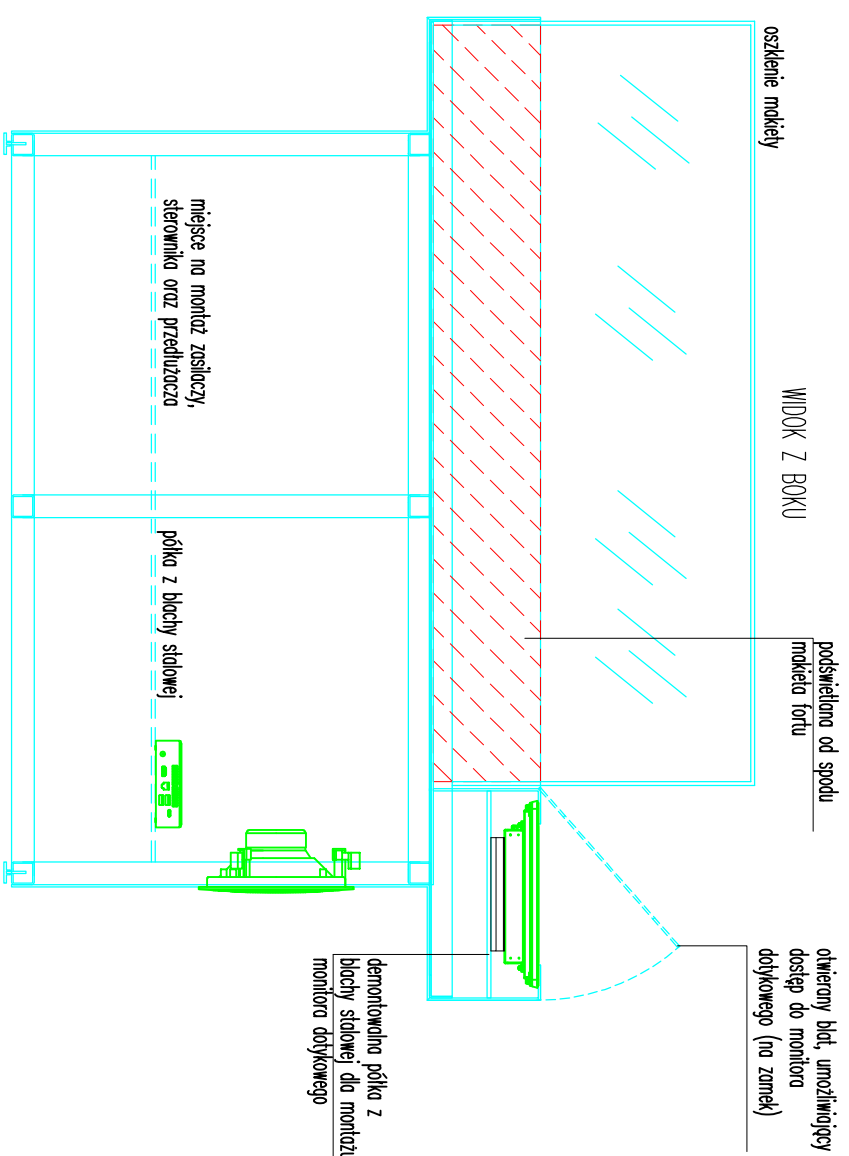 WIDOK Z BOKU
oszklenie makiety
podświetlana od spodu
makieta fortu
otwierany blat, umożliwiający
dostęp do monitora
dotykowego (na zamek)
miejsce na montaż zasilaczy,
sterownika oraz przedłużacza
półka z blachy stalowej
demontowalna półka z
blachy stalowej dla montażu
monitora dotykowego